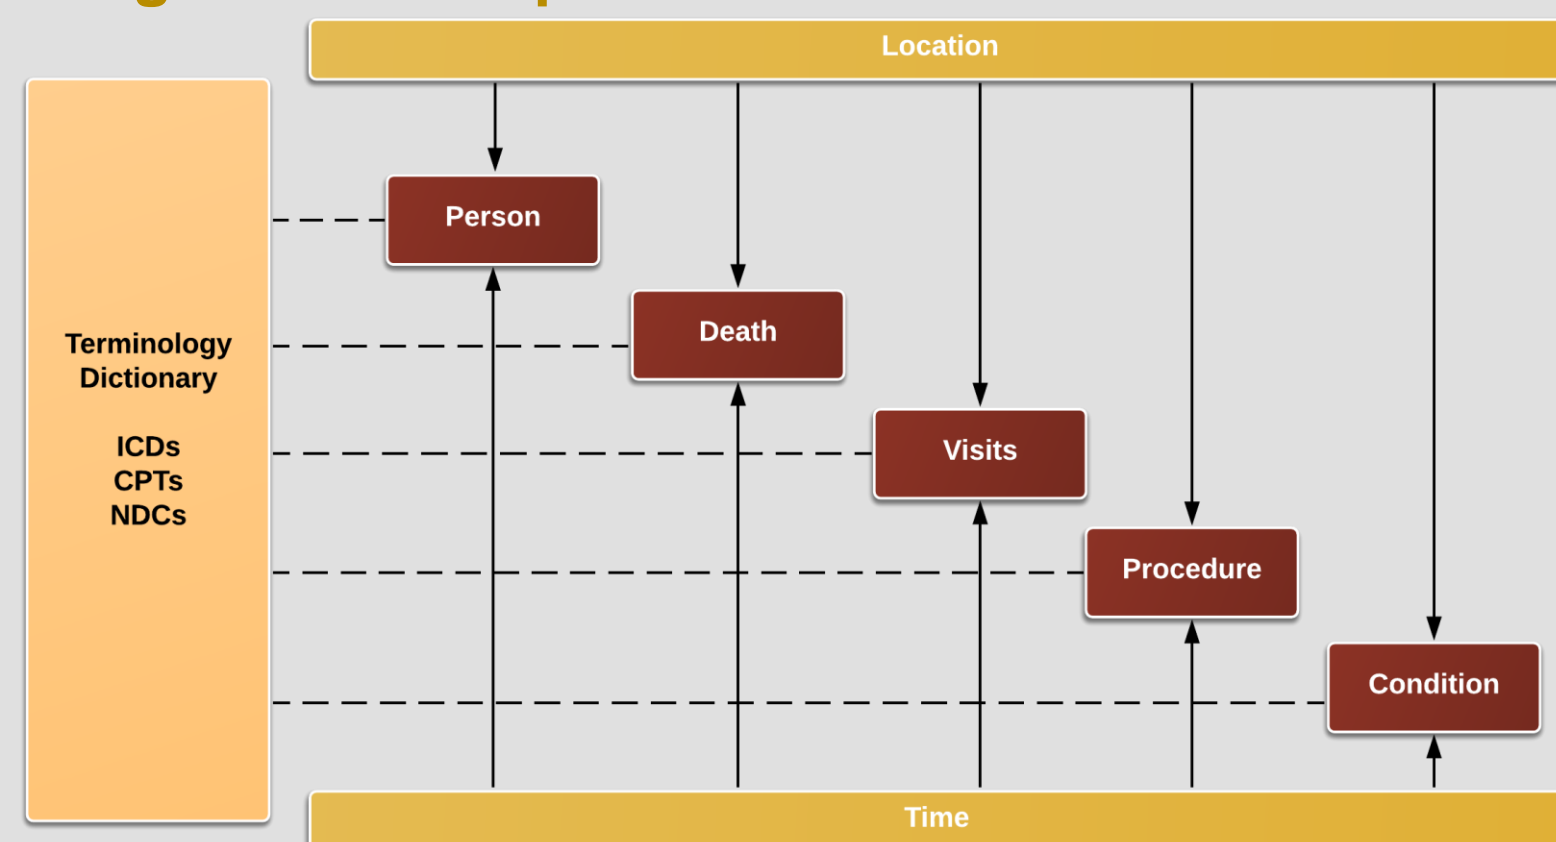 Location
Person
Death
Terminology
Dictionary
Visits
ICDs
CPTs
NDCs
Procedure
Condition
Time